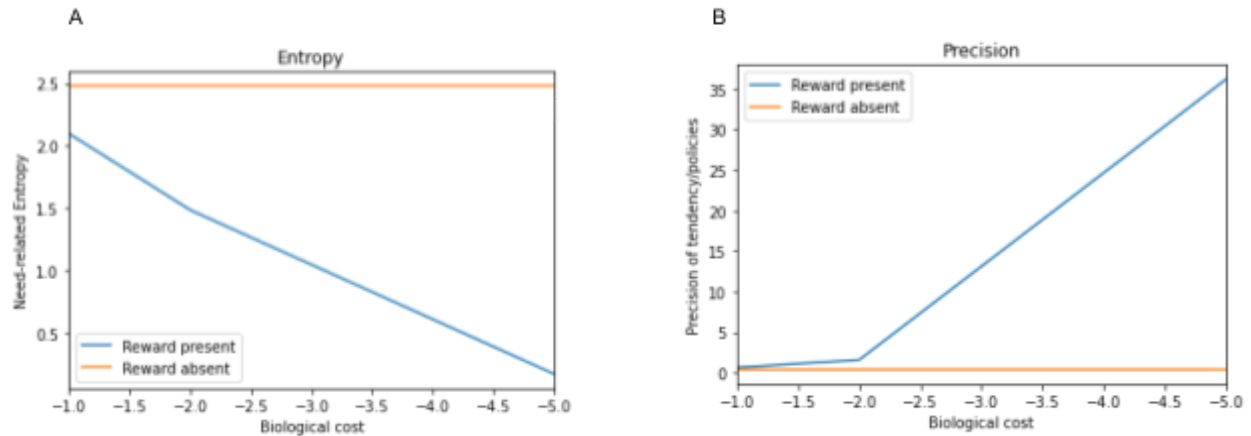 A
Entropy
Need-related Entropy
2.5
2.0
1.5
1.0
0.5
Reward present
Reward absent
−1.0 −1.5 −2.0 −2.5 −3.0 −3.5 −4.0 −4.5 −5.0
Biological cost
B
Precision
Precision of tendency/policies
35
30
25
20
15
10
5
0
Reward present
Reward absent
−1.0 −1.5 −2.0 −2.5 −3.0 −3.5 −4.0 −4.5 −5.0
Biological cost